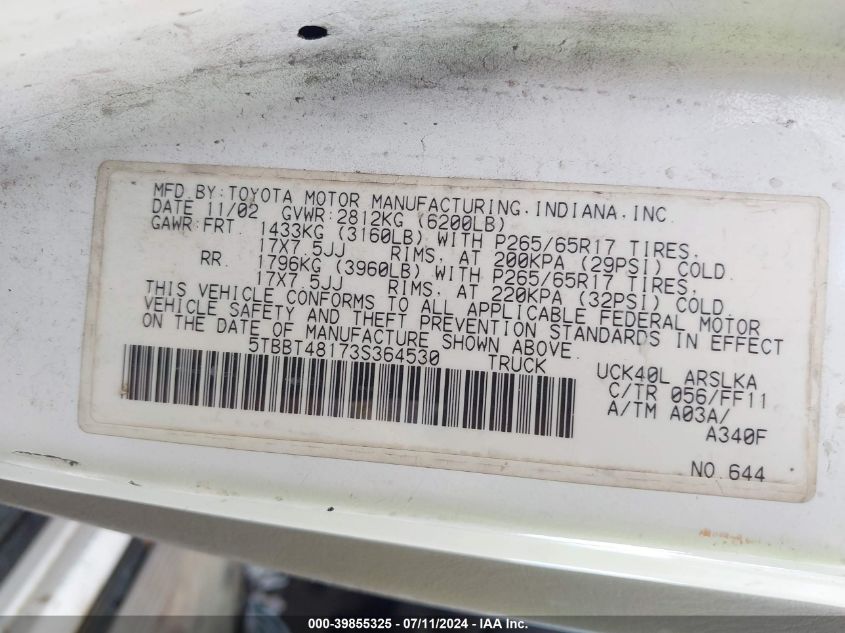 MFD BY:TOYOTA MOTOR MANUFACTURING.INDIANA.INC
DATE 11/02 GVWR:2812KG (6200LB)
GAWR:FRT. 1433KG (3160LB) WITH P265/65R17 TIRES.
17X7.5JJ RIMS. AT 200KPA (29PSI) COLD.
RR. 1796KG (3960LB) WITH P265/65R17 TIRES.
17X7.5JJ RIMS. AT 220KPA (32PSI) COLD.
THIS VEHICLE CONFORMS TO ALL APPLICABLE FEDERAL MOTOR
VEHICLE SAFETY AND THEFT PREVENTION STANDARDS IN EFFECT
ON THE DATE OF MANUFACTURE SHOWN ABOVE.
5TBBT48173S364530 TRUCK
UCK40L ARSLKA
C/TR 056/FF11
A/TM A03A/
A340F
NO.644
000-39855325 - 07/11/2024 - IAA Inc.